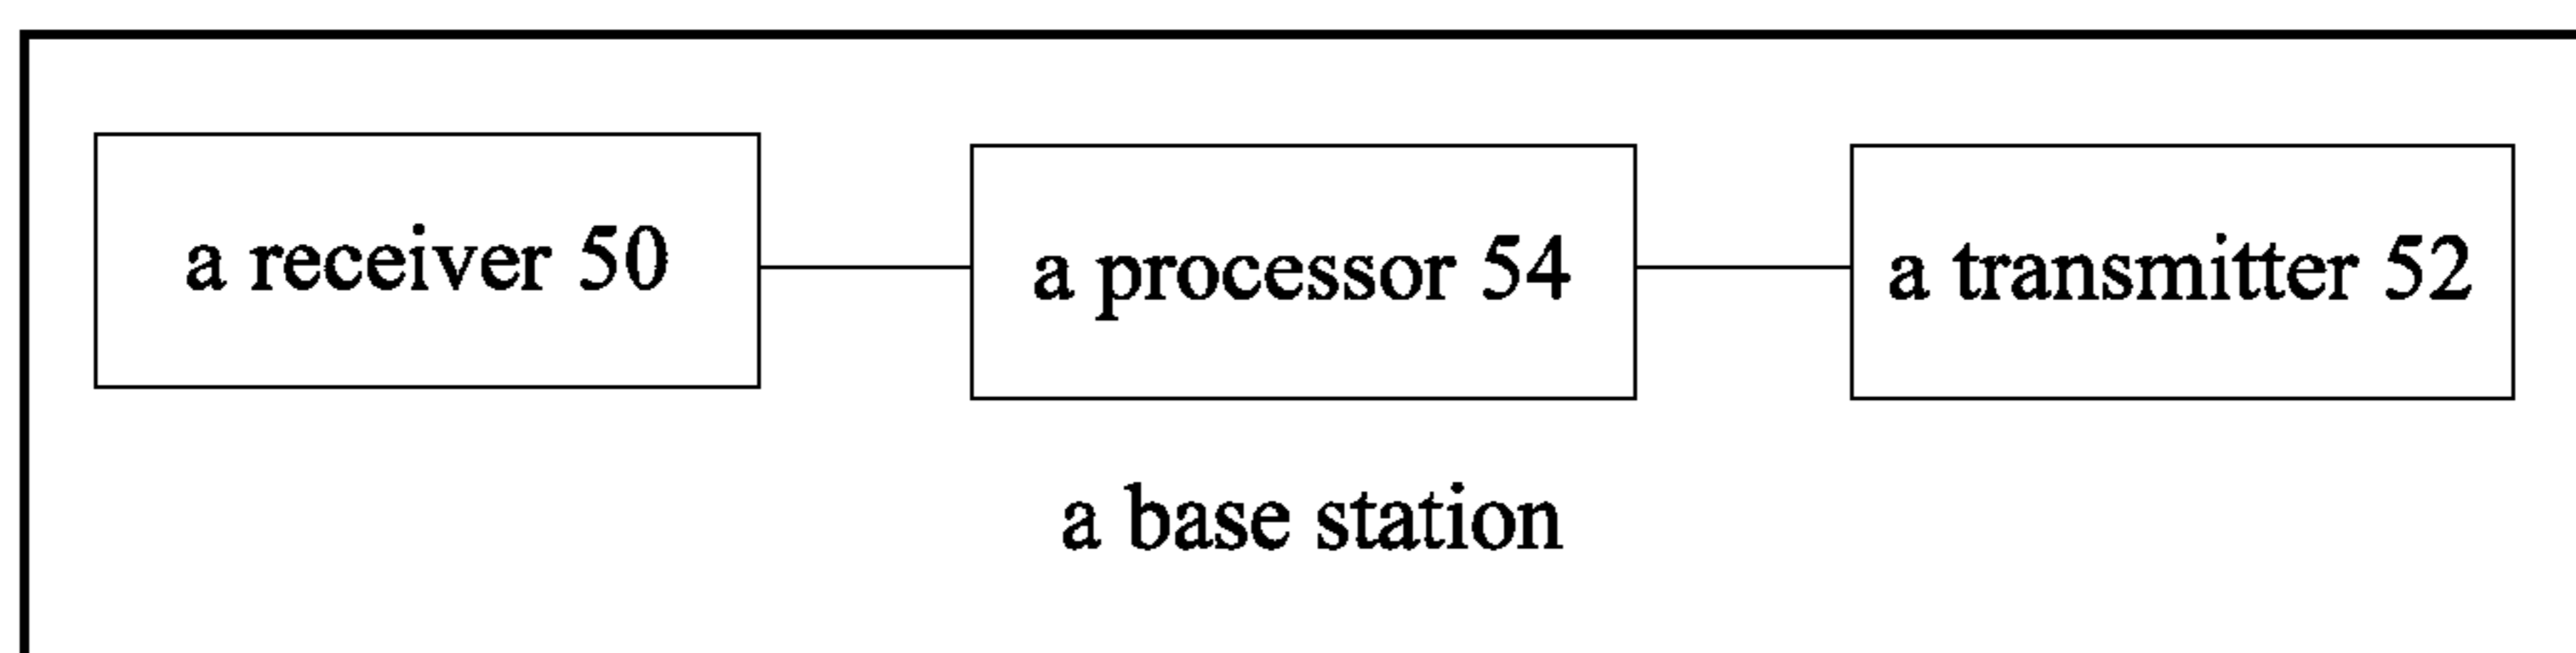 a receiver 50
a processor 54
a transmitter 52
a base station